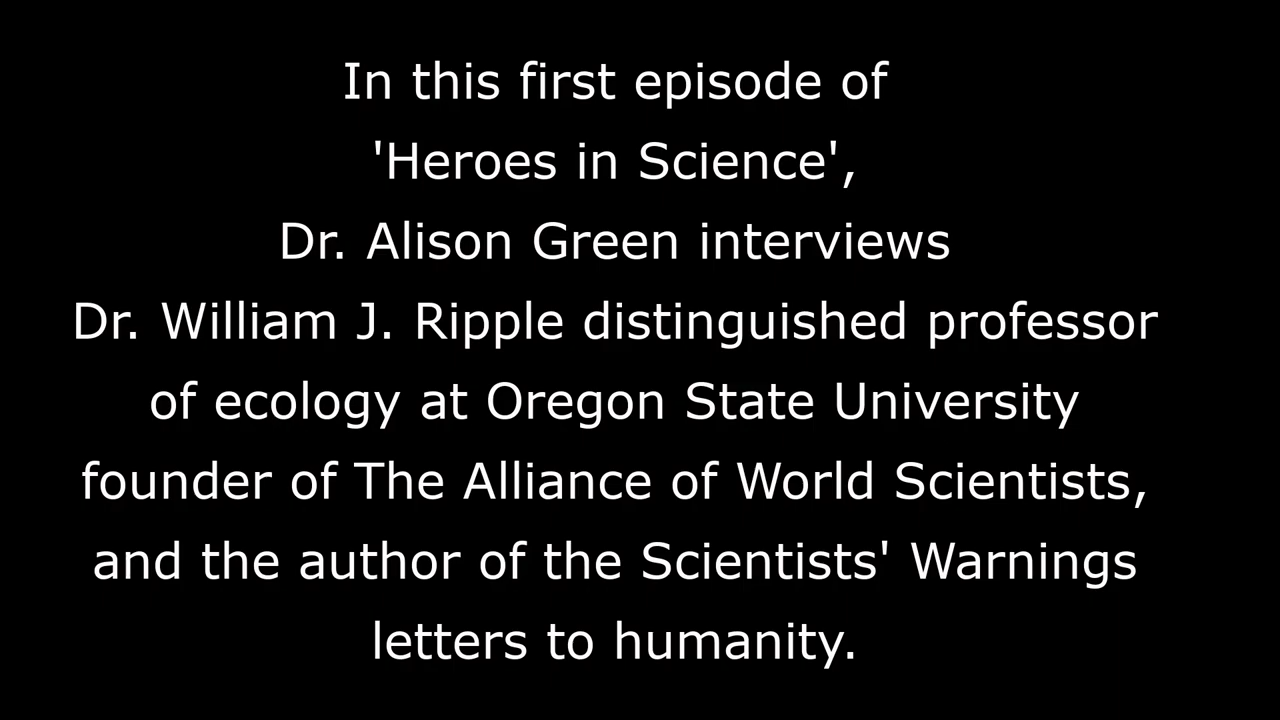 In this first episode of
'Heroes in Science',
Dr. Alison Green interviews
Dr. William J. Ripple distinguished professor
of ecology at Oregon State University
founder of The Alliance of World Scientists,
and the author of the Scientists' Warnings
letters to humanity.